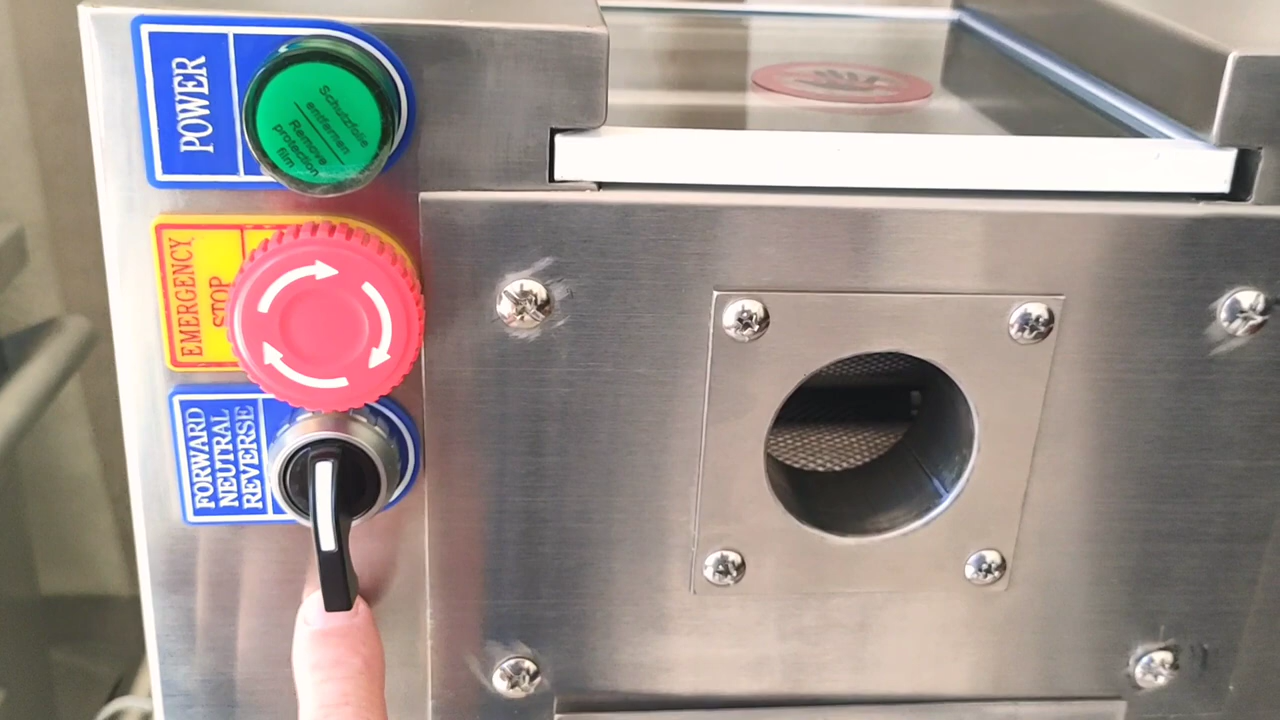 POWER
Schutzfolie
entfernen
Remove
protection
film
EMERGENCY
STOP
FORWARD
NEUTRAL
REVERSE